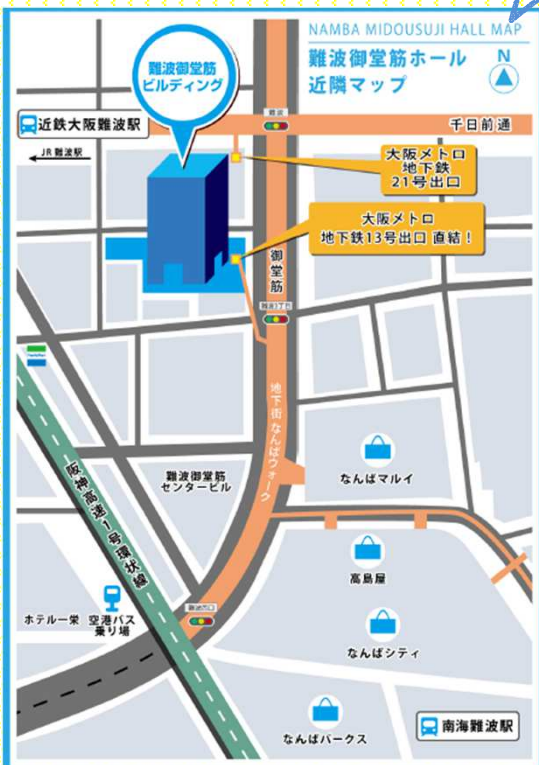 NAMBA MIDOUSUJI HALL MAP
難波御堂筋ホール
近隣マップ
N
難波御堂筋
ビルディング
近鉄大阪難波駅
難波
千日前通
JR 難波駅
大阪メトロ
地下鉄
21号出口
大阪メトロ
地下鉄13号出口 直結！
御堂筋
地下街 なんばウォーク
なんばマルイ
難波御堂筋
センタービル
阪神高速1号環状線
高島屋
ホテル一栄
空港バス
乗り場
なんばシティ
なんばパークス
南海難波駅